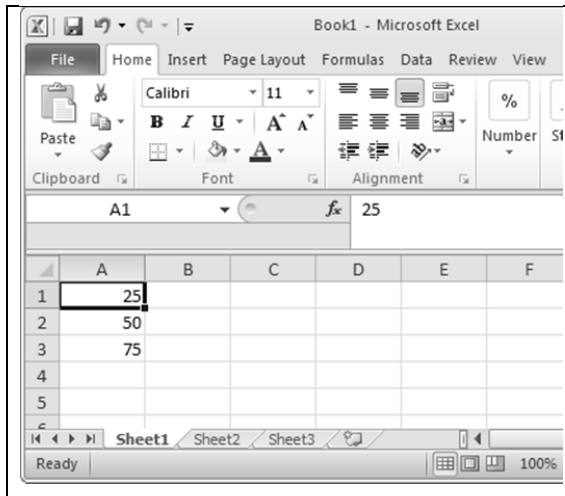 Book1 - Microsoft Excel
File Home Insert Page Layout Formulas Data Review View
Calibri 11
B I U A A
Paste
%
Number
Clipboard Font Alignment
A1 fx 25
A B C D E F
1 25
2 50
3 75
4
5
Sheet1 Sheet2 Sheet3
Ready 100%